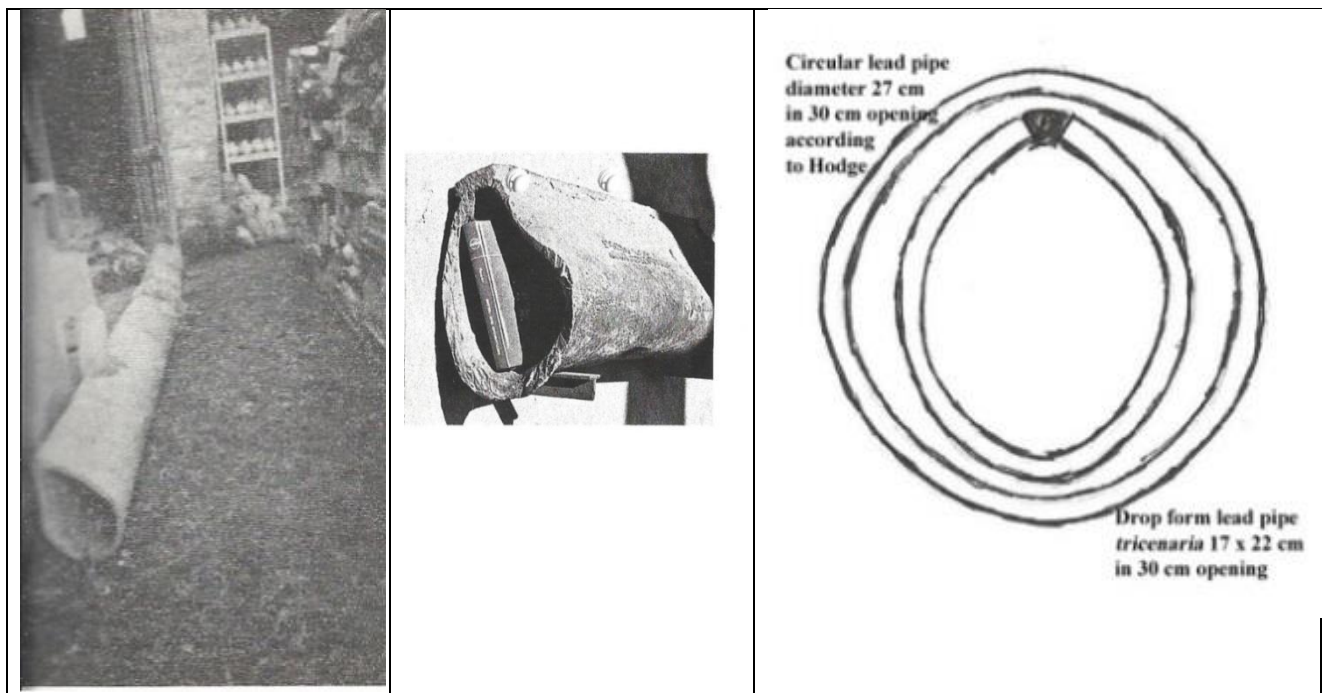 Circular lead pipe
diameter 27 cm
in 30 cm opening
according
to Hodge
Drop form lead pipe
tricenaria 17 x 22 cm
in 30 cm opening